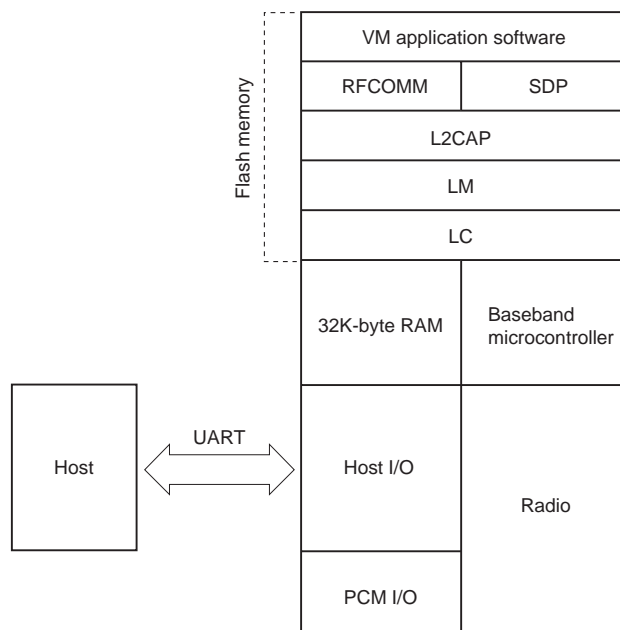 VM application software
RFCOMM
SDP
Flash memory
L2CAP
LM
LC
32K-byte RAM
Baseband
microcontroller
UART
Host
Host I/O
Radio
PCM I/O